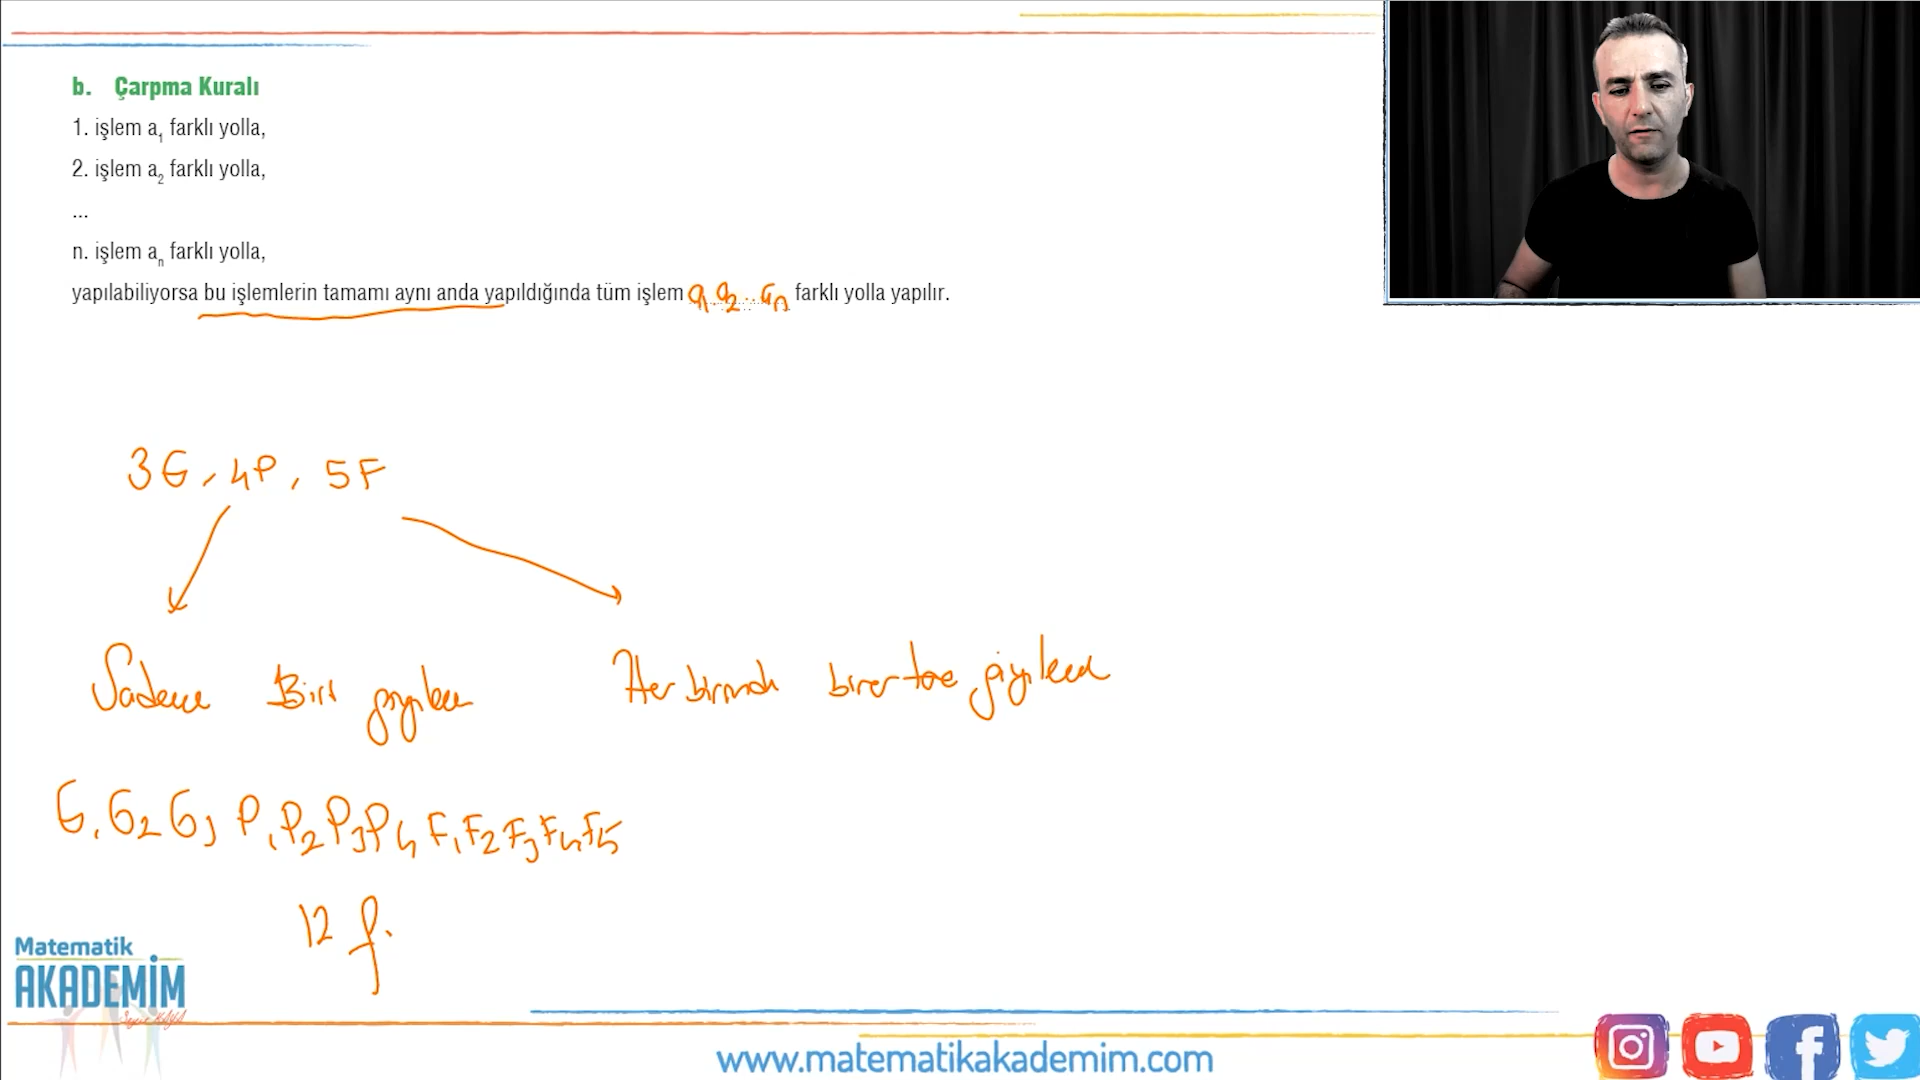 b. Çarpma Kuralı
1. işlem a1 farklı yolla,
2. işlem a2 farklı yolla,
...
n. işlem an farklı yolla,
yapılabiliyorsa bu işlemlerin tamamı aynı anda yapıldığında tüm işlem a1.a2...an farklı yolla yapılır.
3G, 4P, 5F
Sadece Biri
Her birinden birer tane
G1 G2 G3 P1 P2 P3 P4 F1 F2 F3 F4 F5
12 f.
Matematik
AKADEMİM
www.matematikakademim.com